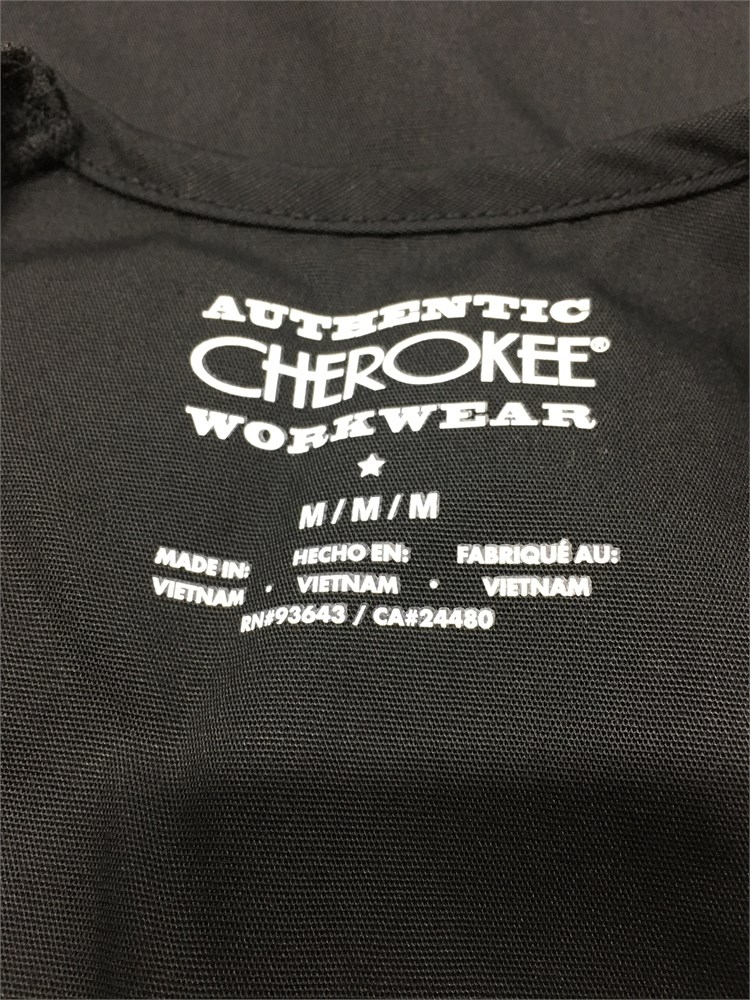 AUTHENTIC
CHEROKEE®
WORKWEAR
M / M / M
MADE IN: HECHO EN: FABRIQUÉ AU:
VIETNAM · VIETNAM · VIETNAM
RN#93643 / CA#24480